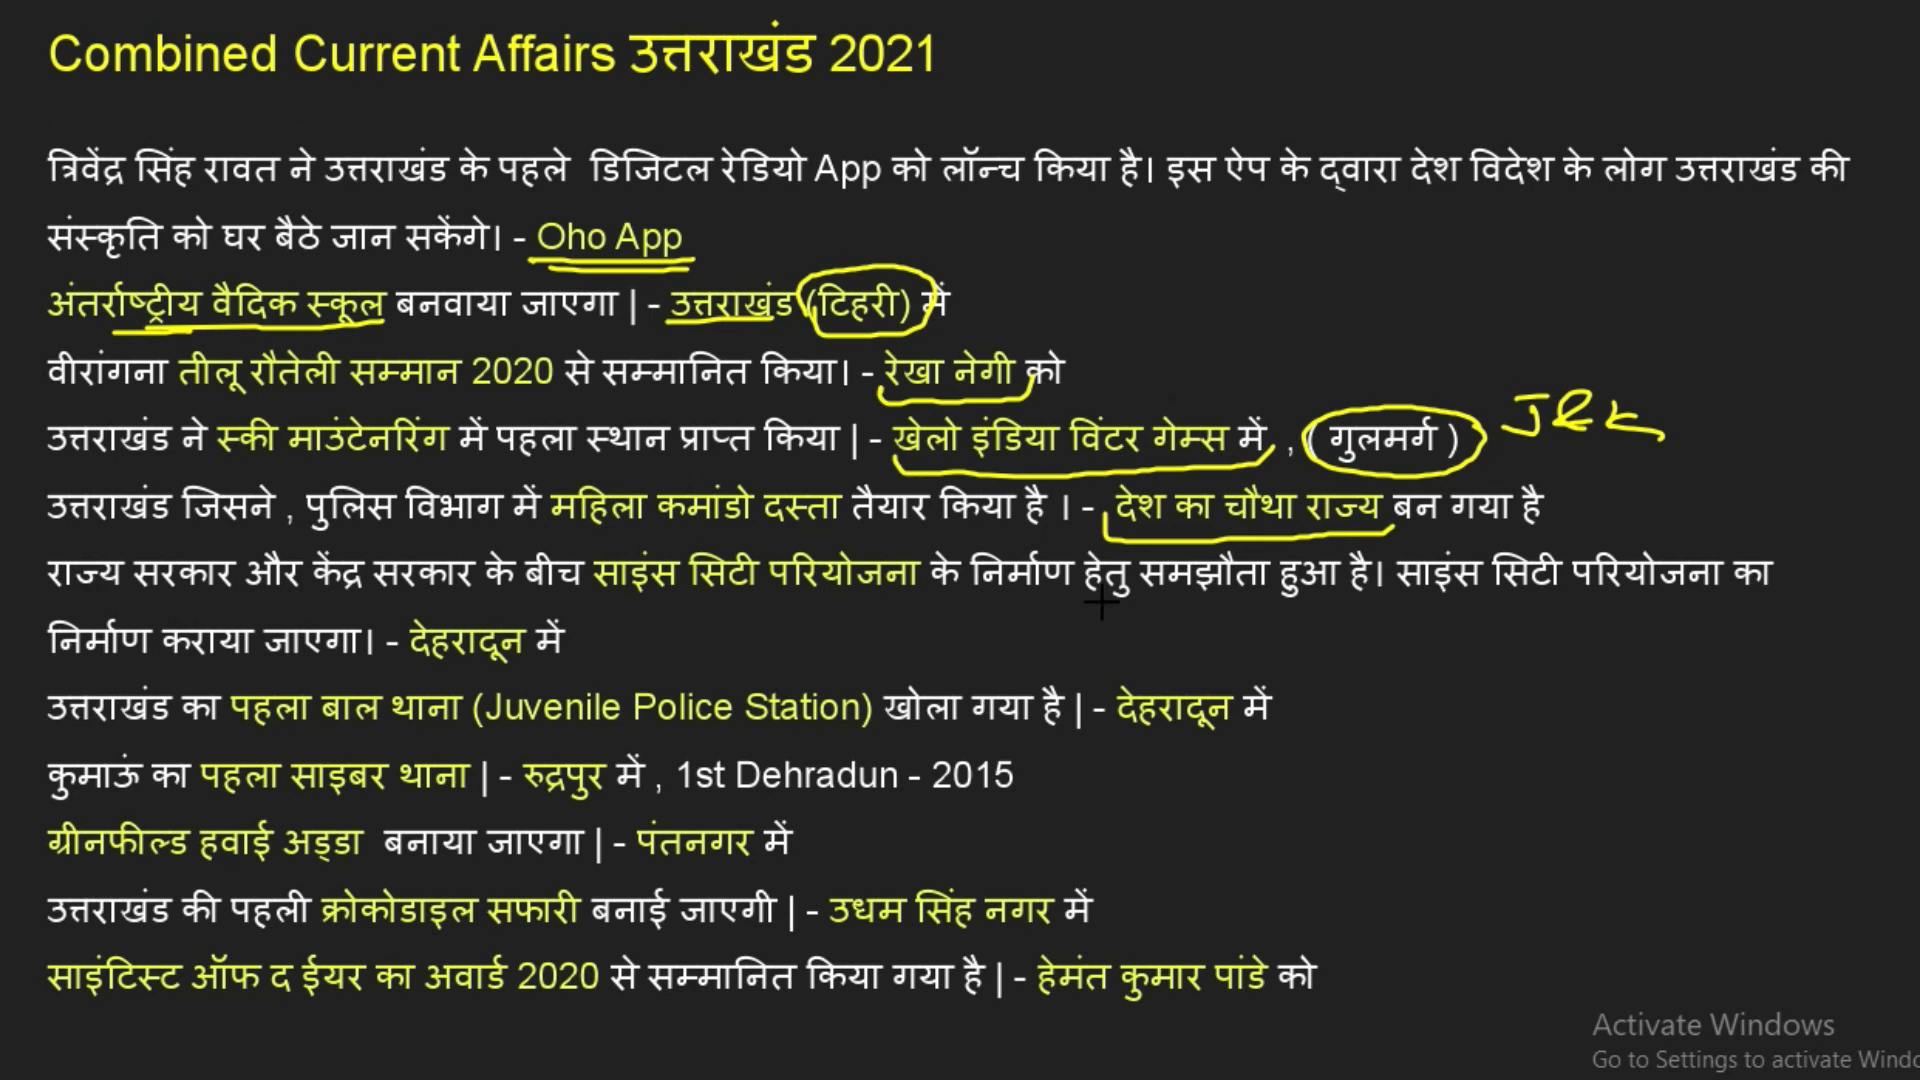 Combined Current Affairs उत्तराखंड 2021
त्रिवेंद्र सिंह रावत ने उत्तराखंड के पहले डिजिटल रेडियो App को लॉन्च किया है। इस ऐप के द्वारा देश विदेश के लोग उत्तराखंड की
संस्कृति को घर बैठे जान सकेंगे। - Oho App
अंतर्राष्ट्रीय वैदिक स्कूल बनवाया जाएगा | - उत्तराखंड (टिहरी) में
वीरांगना तीलू रौतेली सम्मान 2020 से सम्मानित किया। - रेखा नेगी को
उत्तराखंड ने स्की माउंटेनरिंग में पहला स्थान प्राप्त किया | - खेलो इंडिया विंटर गेम्स में , ( गुलमर्ग ) J&K
उत्तराखंड जिसने , पुलिस विभाग में महिला कमांडो दस्ता तैयार किया है । - देश का चौथा राज्य बन गया है
राज्य सरकार और केंद्र सरकार के बीच साइंस सिटी परियोजना के निर्माण हेतु समझौता हुआ है। साइंस सिटी परियोजना का
निर्माण कराया जाएगा। - देहरादून में
उत्तराखंड का पहला बाल थाना (Juvenile Police Station) खोला गया है | - देहरादून में
कुमाऊं का पहला साइबर थाना | - रुद्रपुर में , 1st Dehradun - 2015
ग्रीनफील्ड हवाई अड्डा बनाया जाएगा | - पंतनगर में
उत्तराखंड की पहली क्रोकोडाइल सफारी बनाई जाएगी | - उधम सिंह नगर में
साइंटिस्ट ऑफ द ईयर का अवार्ड 2020 से सम्मानित किया गया है | - हेमंत कुमार पांडे को
Activate Windows
Go to Settings to activate Windo